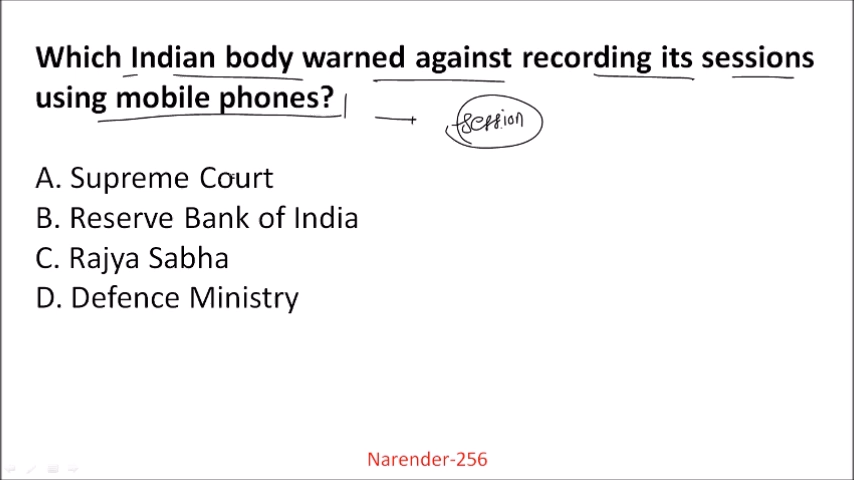 Which Indian body warned against recording its sessions
using mobile phones?
session
A. Supreme Court
B. Reserve Bank of India
C. Rajya Sabha
D. Defence Ministry
Narender-256